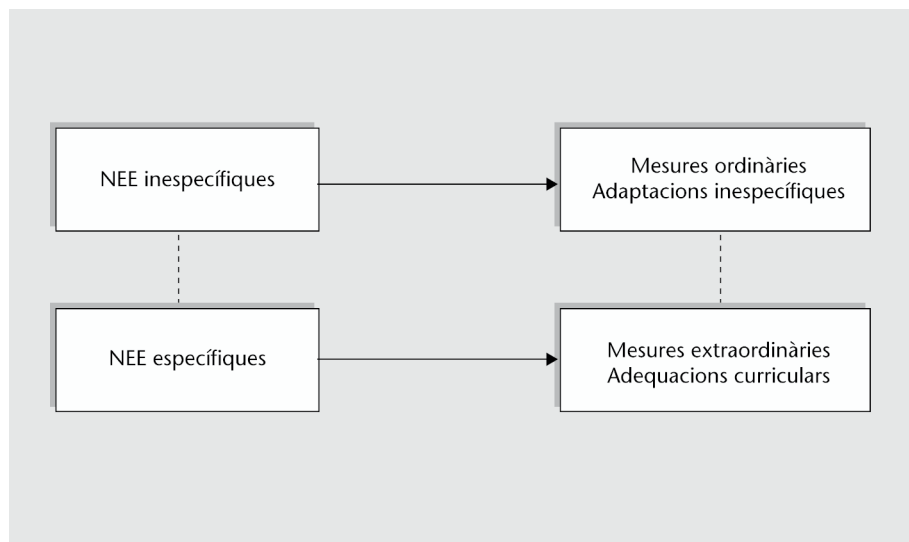 NEE inespecífiques
Mesures ordinàries
Adaptacions inespecífiques
NEE específiques
Mesures extraordinàries
Adequacions curriculars